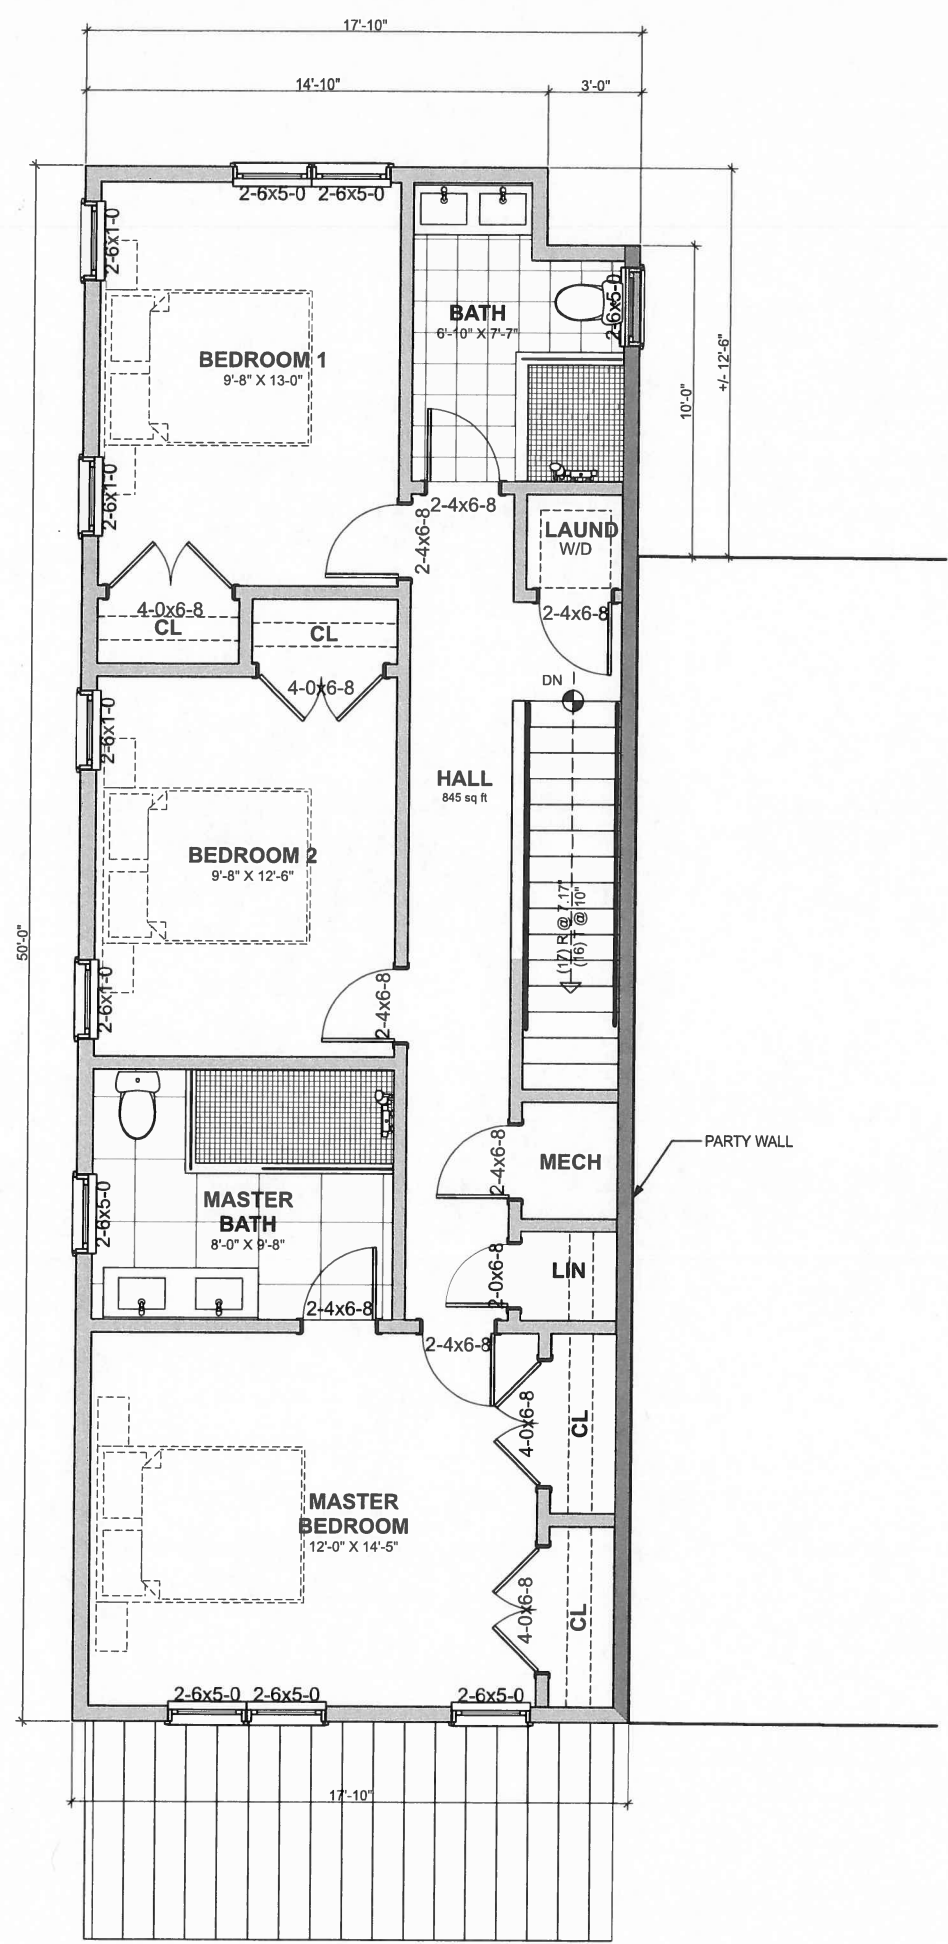 17'-10"
14'-10"
3'-0"
2-6x5-0
2-6x5-0
2-6x1-0
BEDROOM 1
9'-8" X 13-0"
BATH
6'-10" X 7'-7"
2-6x5-0
10'-0"
+/- 12'-6"
2-6x1-0
2-4x6-8
2-4x6-8
LAUND
W/D
2-4x6-8
4-0x6-8
CL
CL
4-0x6-8
DN
2-6x1-0
HALL
845 sq ft
BEDROOM 2
9'-8" X 12'-6"
(17) R @ 7.17"
(16) T @ 10"
50'-0"
2-6x1-0
2-4x6-8
PARTY WALL
MECH
2-4x6-8
MASTER
BATH
8'-0" X 9'-8"
2-6x5-0
LIN
2-0x6-8
2-4x6-8
2-4x6-8
4-0x6-8
CL
MASTER
BEDROOM
12'-0" X 14'-5"
4-0x6-8
CL
2-6x5-0
2-6x5-0
2-6x5-0
17'-10"